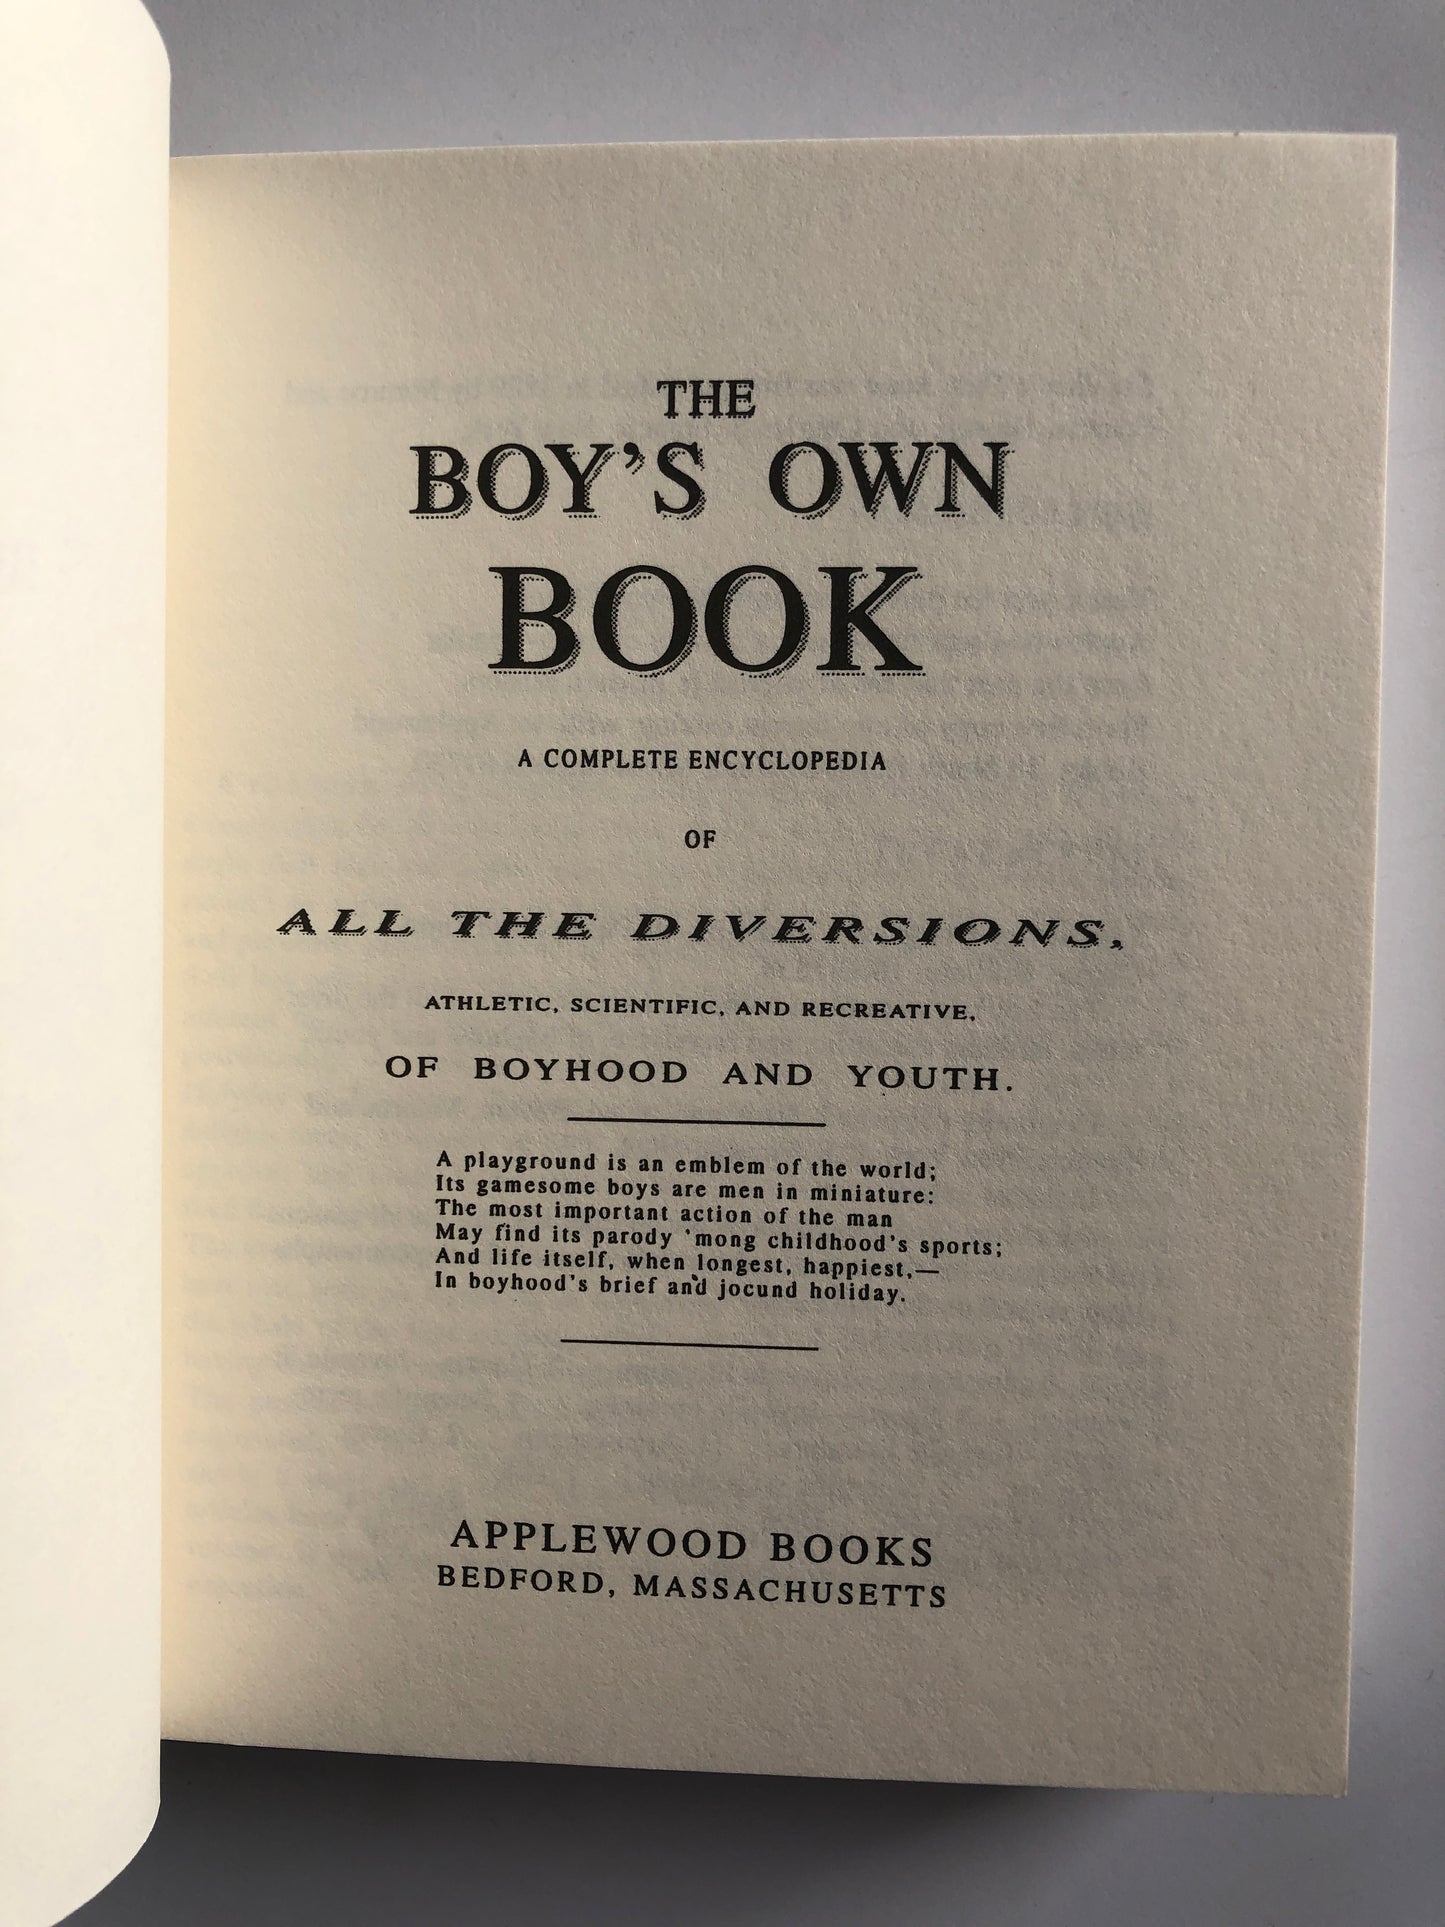 THE
BOY’S OWN
BOOK
A COMPLETE ENCYCLOPEDIA
OF
ALL THE DIVERSIONS,
ATHLETIC, SCIENTIFIC, AND RECREATIVE,
OF BOYHOOD AND YOUTH.
A playground is an emblem of the world;
Its gamesome boys are men in miniature:
The most important action of the man
May find its parody ‘mong childhood’s sports;
And life itself, when longest, happiest,—
In boyhood’s brief and jocund holiday.
APPLEWOOD BOOKS
BEDFORD, MASSACHUSETTS